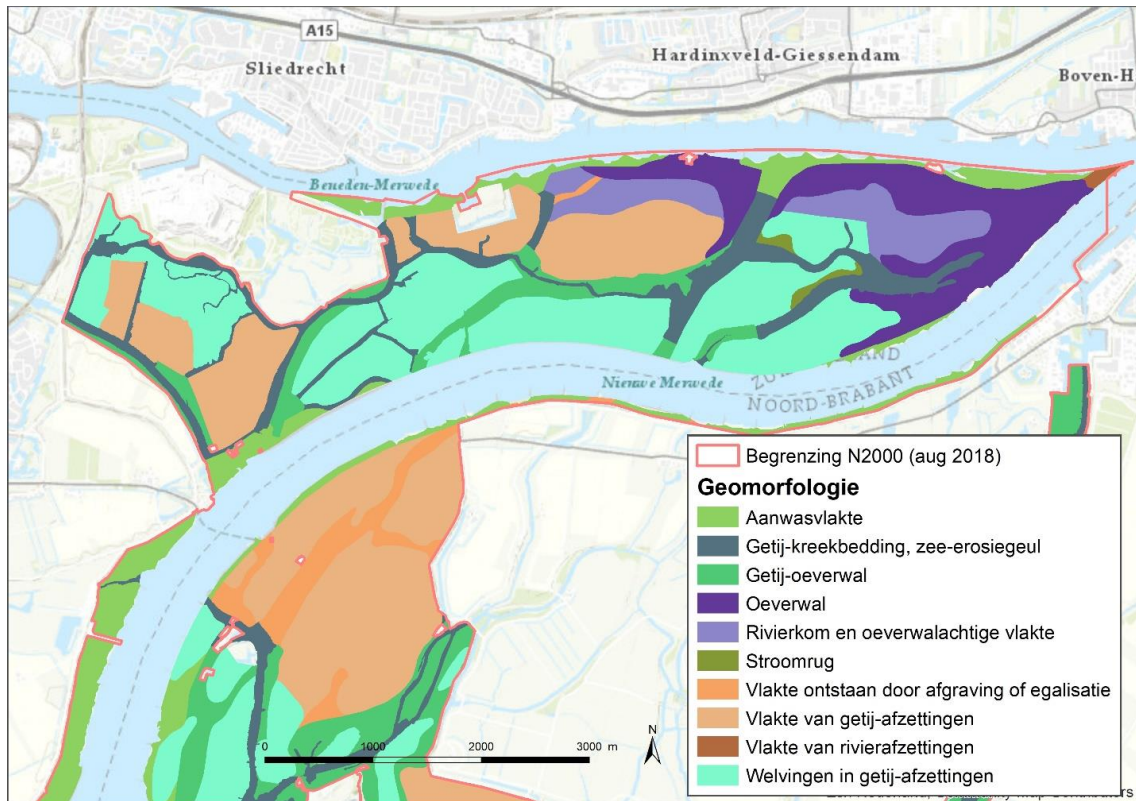 A15
Sliedrecht
Hardinxveld-Giessendam
Boven-H
Beneden-Merwede
Nieuwe Merwede
ZU
LAND
NOORD-BRABANT
Begrenzing N2000 (aug 2018)
Geomorfologie
Aanwasvlakte
Getij-kreekbedding, zee-erosiegeul
Getij-oeverwal
Oeverwal
Rivierkom en oeverwalachtige vlakte
Stroomrug
Vlakte ontstaan door afgraving of egalisatie
Vlakte van getij-afzettingen
Vlakte van rivierafzettingen
Welvingen in getij-afzettingen
0 1000 2000 3000 m
N